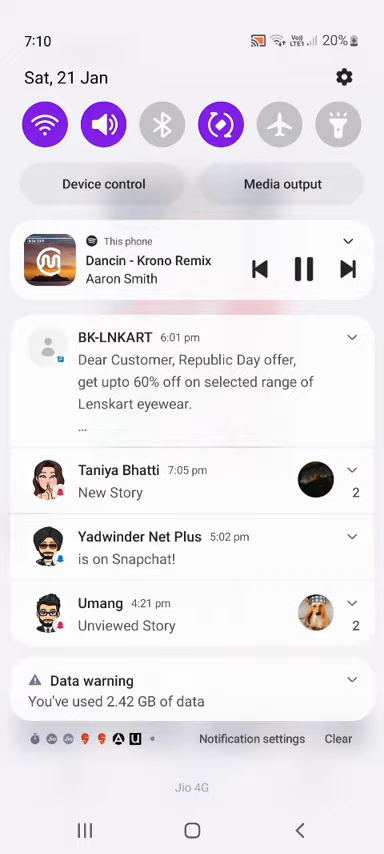 7:10
Vo)) LTE1 20%
Sat, 21 Jan
Device control
Media output
This phone
Dancin - Krono Remix
Aaron Smith
BK-LNKART 6:01 pm
Dear Customer, Republic Day offer,
get upto 60% off on selected range of
Lenskart eyewear.
...
Taniya Bhatti 7:05 pm
New Story
2
Yadwinder Net Plus 5:02 pm
is on Snapchat!
Umang 4:21 pm
Unviewed Story
2
Data warning
You've used 2.42 GB of data
Jio Jio A U
Notification settings
Clear
Jio 4G